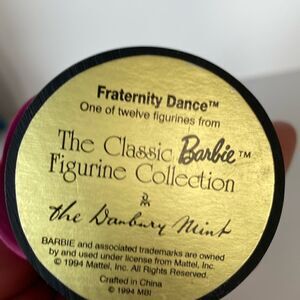 Fraternity Dance™
One of twelve figurines from
The Classic Barbie™
Figurine Collection
by
the Danbury Mint
BARBIE and associated trademarks are owned
by and used under license from Mattel, Inc.
© 1994 Mattel, Inc. All Rights Reserved.
Crafted in China
© 1994 MBI